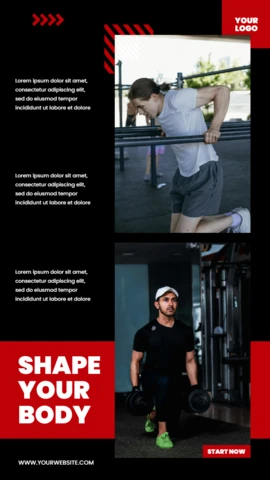 YOUR
LOGO
Lorem ipsum dolor sit amet,
consectetur adipiscing elit,
sed do eiusmod tempor
incididunt ut labore et dolore
Lorem ipsum dolor sit amet,
consectetur adipiscing elit,
sed do eiusmod tempor
incididunt ut labore et dolore
Lorem ipsum dolor sit amet,
consectetur adipiscing elit,
sed do eiusmod tempor
incididunt ut labore et dolore
SHAPE
YOUR
BODY
START NOW
WWW.YOURWEBSITE.COM